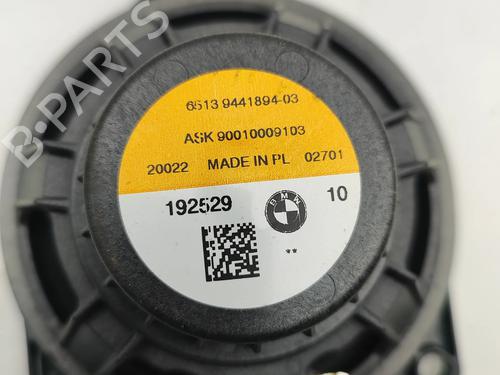 6513 9441894-03
ASK 90010009103
20022 MADE IN PL 02701
192529 BMW 10
**
B-PARTS